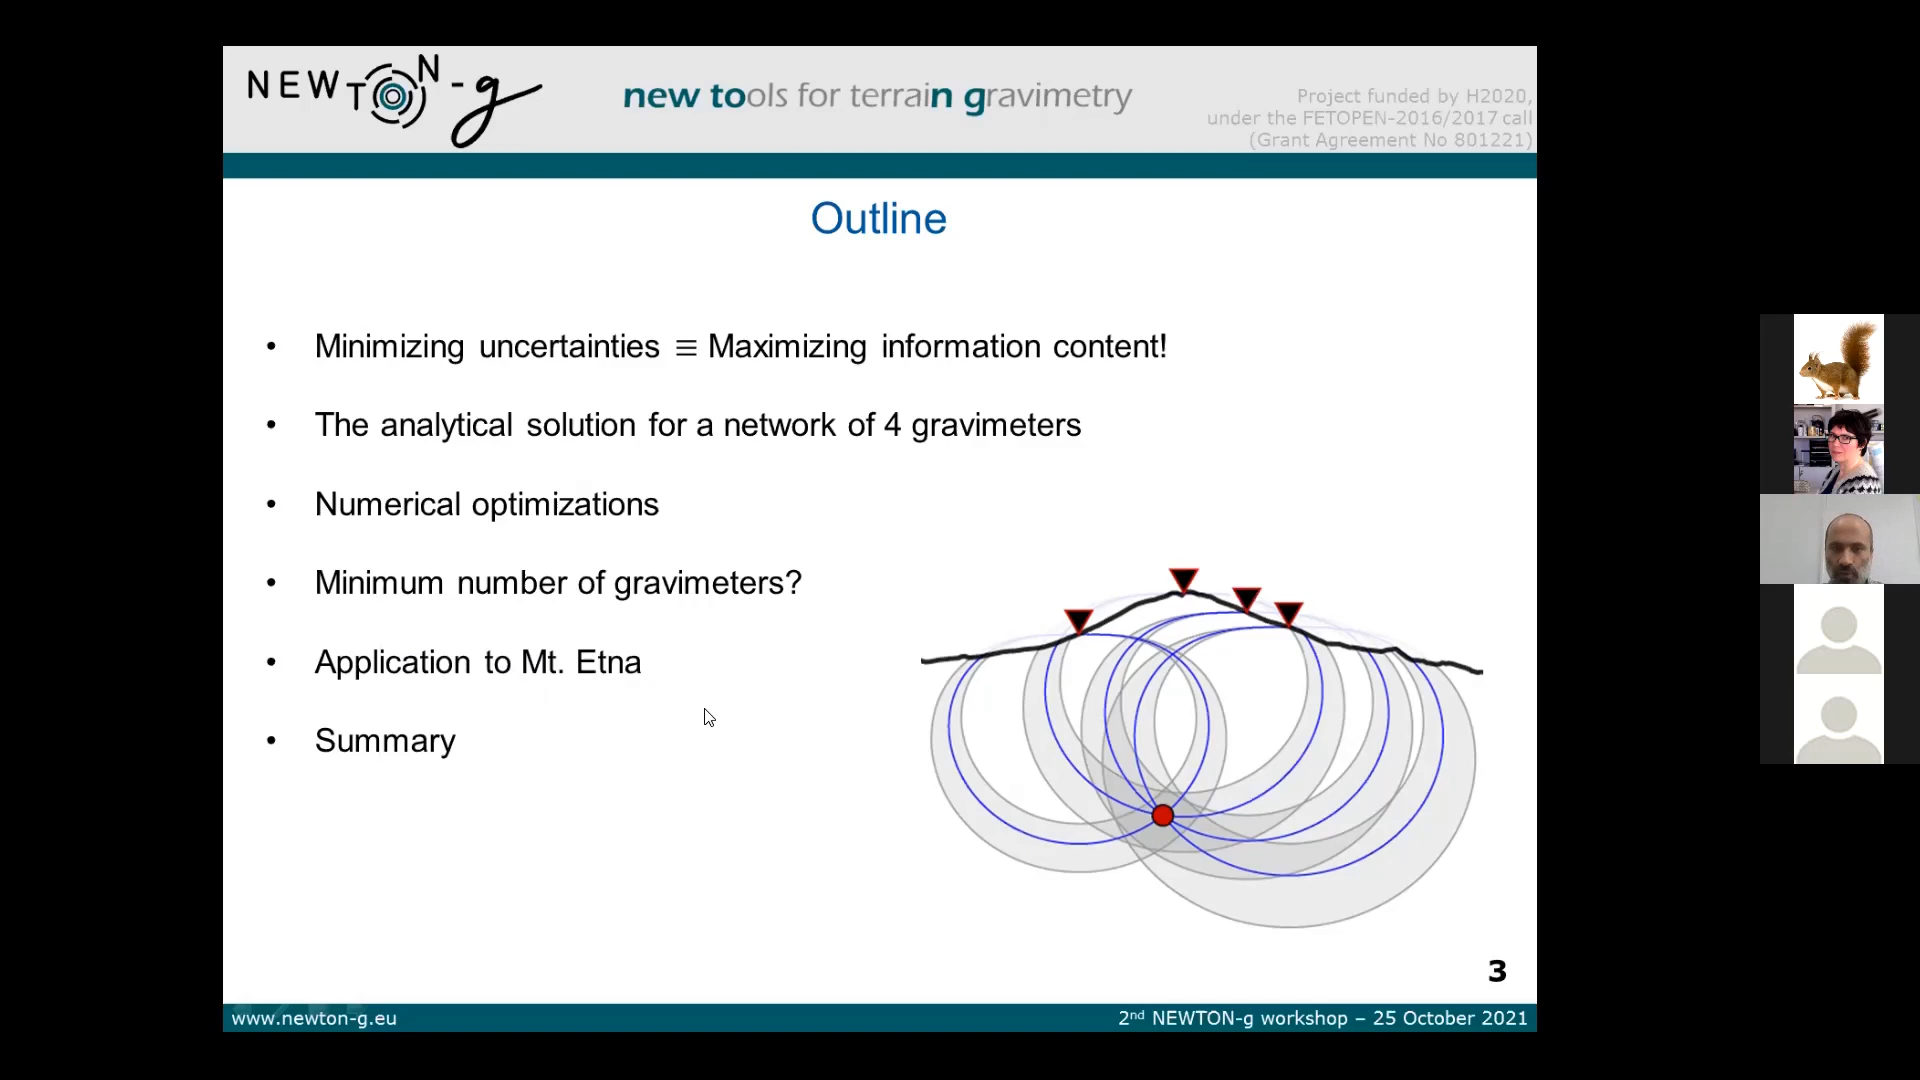 NEWTON-g
new tools for terrain gravimetry
Project funded by H2020,
under the FETOPEN-2016/2017 call
(Grant Agreement No 801221)
Outline
• Minimizing uncertainties ≡ Maximizing information content!
• The analytical solution for a network of 4 gravimeters
• Numerical optimizations
• Minimum number of gravimeters?
• Application to Mt. Etna
• Summary
3
www.newton-g.eu
2nd NEWTON-g workshop – 25 October 2021